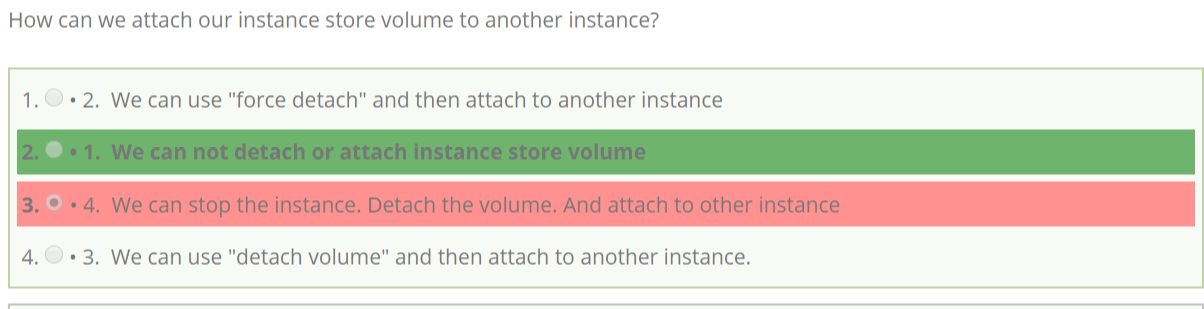 How can we attach our instance store volume to another instance?
1. • 2. We can use "force detach" and then attach to another instance
2. • 1. We can not detach or attach instance store volume
3. • 4. We can stop the instance. Detach the volume. And attach to other instance
4. • 3. We can use "detach volume" and then attach to another instance.